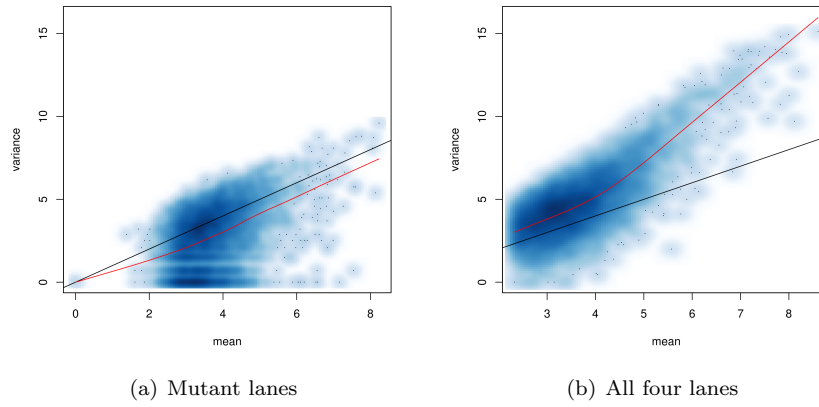 15
10
5
0
variance
0 2 4 6 8
mean
(a) Mutant lanes
15
10
5
0
variance
3 4 5 6 7 8
mean
(b) All four lanes